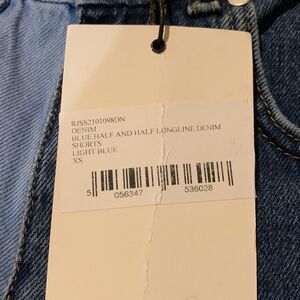 RJSS2101098DN
DENIM
BLUE HALF AND HALF LONGLINE DENIM
SHORTS
LIGHT BLUE
XS
5 056347 536028